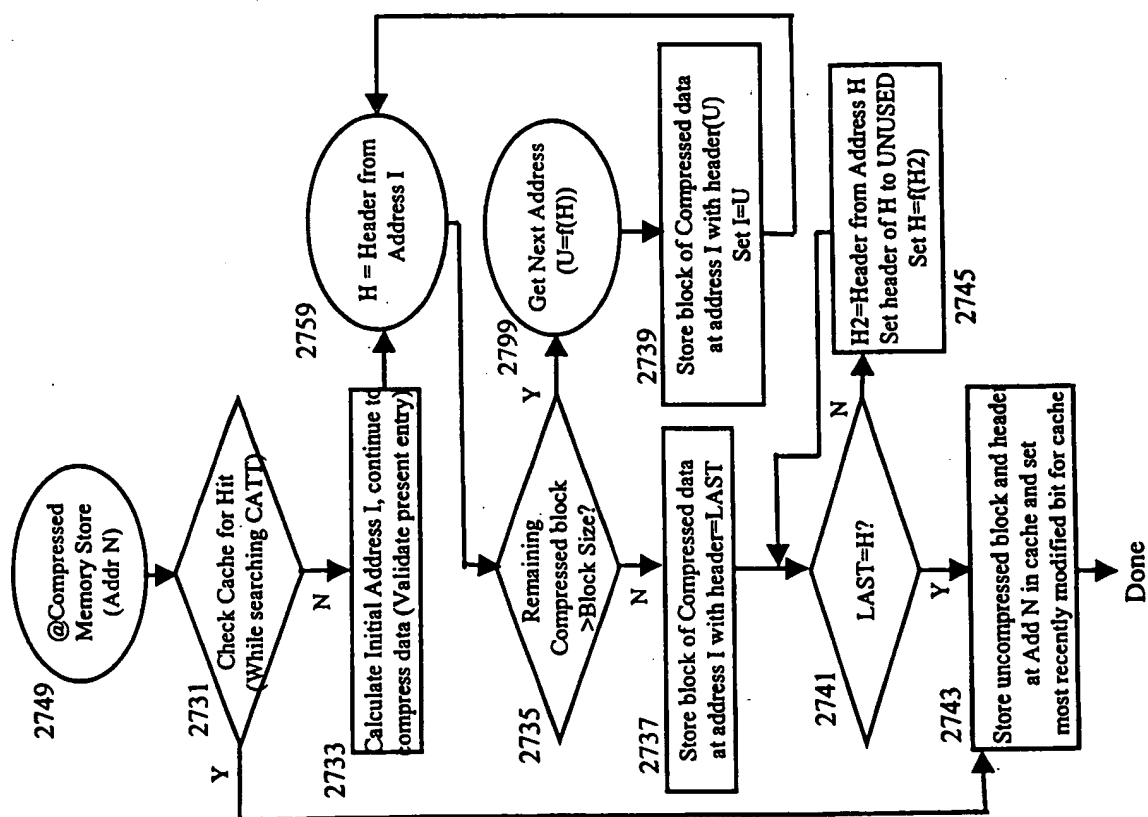 @Compressed
Memory Store
(Addr N)
2749
Check Cache for Hit
(While searching CATT)
2731
Y
N
Calculate Initial Address I, continue to
compress data (Validate present entry)
2733
H = Header from
Address I
2759
Remaining
Compressed block
>Block Size?
2735
Y
N
Get Next Address
(U=f(H))
2799
Store block of Compressed data
at address I with header(U)
Set I=U
2739
Store block of Compressed data
at address I with header=LAST
2737
LAST=H?
2741
N
Y
H2=Header from Address H
Set header of H to UNUSED
Set H=f(H2)
2745
Store uncompressed block and header
at Add N in cache and set
most recently modified bit for cache
2743
Done